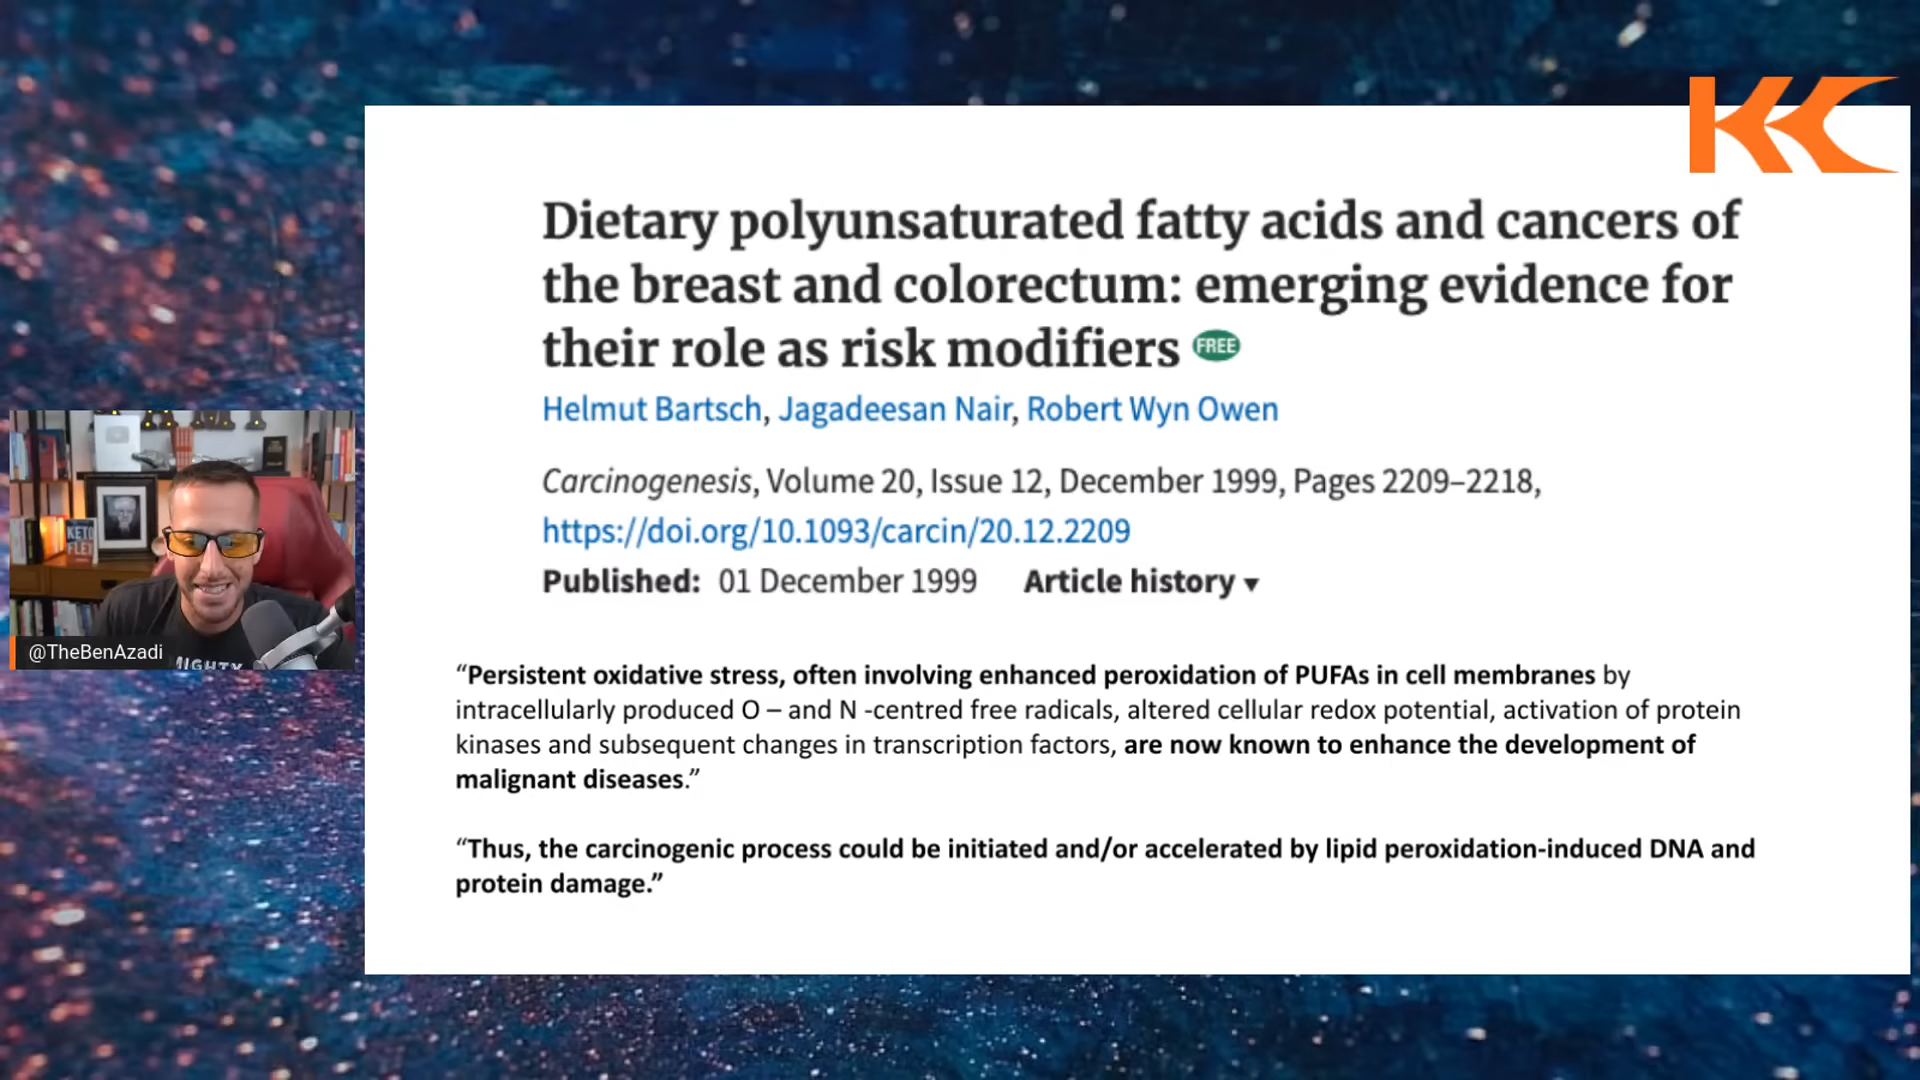 KC
Dietary polyunsaturated fatty acids and cancers of
the breast and colorectum: emerging evidence for
their role as risk modifiers FREE
Helmut Bartsch, Jagadeesan Nair, Robert Wyn Owen
Carcinogenesis, Volume 20, Issue 12, December 1999, Pages 2209–2218,
https://doi.org/10.1093/carcin/20.12.2209
Published: 01 December 1999 Article history ▾
KETO
FLEX
@TheBenAzadi
MIGHTY
“Persistent oxidative stress, often involving enhanced peroxidation of PUFAs in cell membranes by
intracellularly produced O – and N -centred free radicals, altered cellular redox potential, activation of protein
kinases and subsequent changes in transcription factors, are now known to enhance the development of
malignant diseases.”
“Thus, the carcinogenic process could be initiated and/or accelerated by lipid peroxidation-induced DNA and
protein damage.”